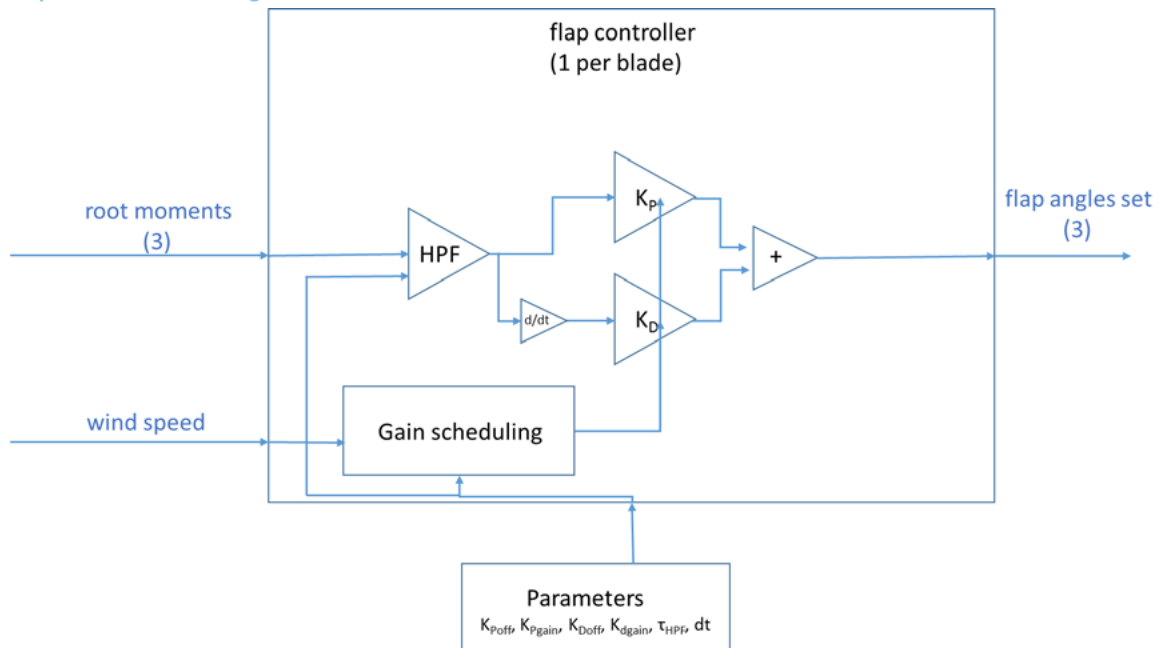 flap controller
(1 per blade)
K_P
root moments
(3)
flap angles set
(3)
HPF
+
d/dt
K_D
wind speed
Gain scheduling
Parameters
K_Poff, K_Pgain, K_Doff, K_dgain, τ_HPF, dt